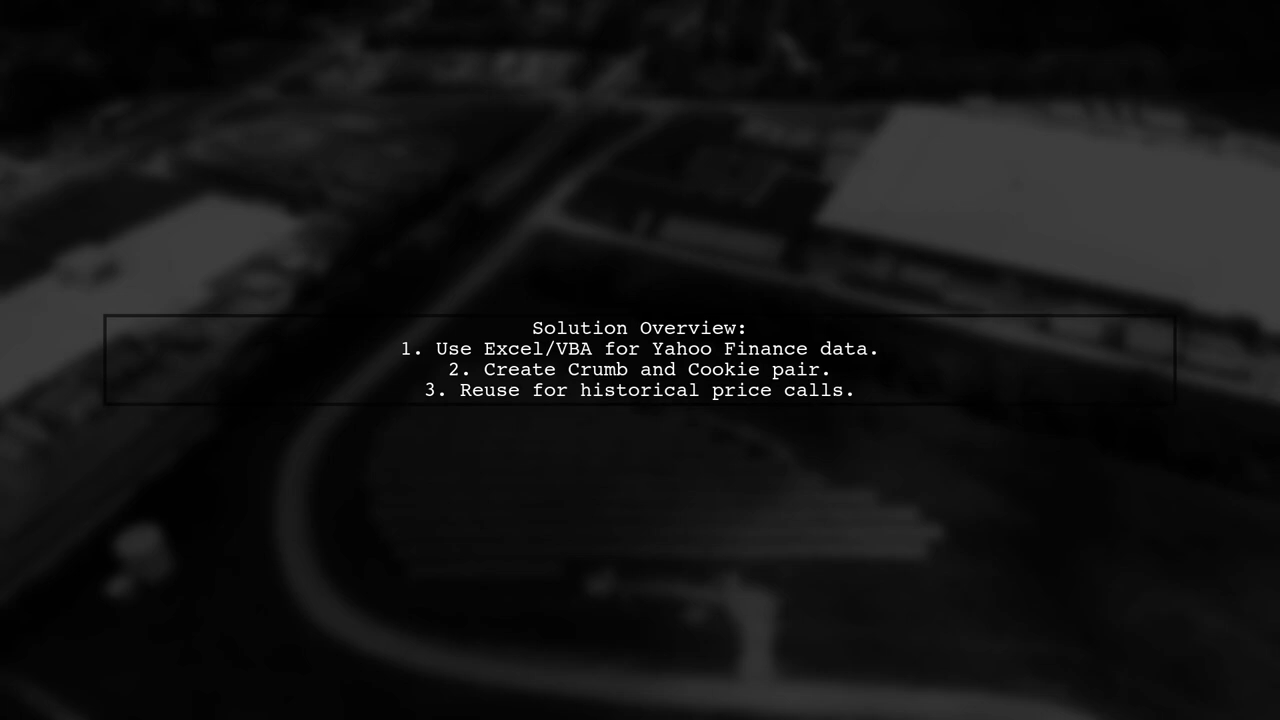 Solution Overview:
1. Use Excel/VBA for Yahoo Finance data.
2. Create Crumb and Cookie pair.
3. Reuse for historical price calls.